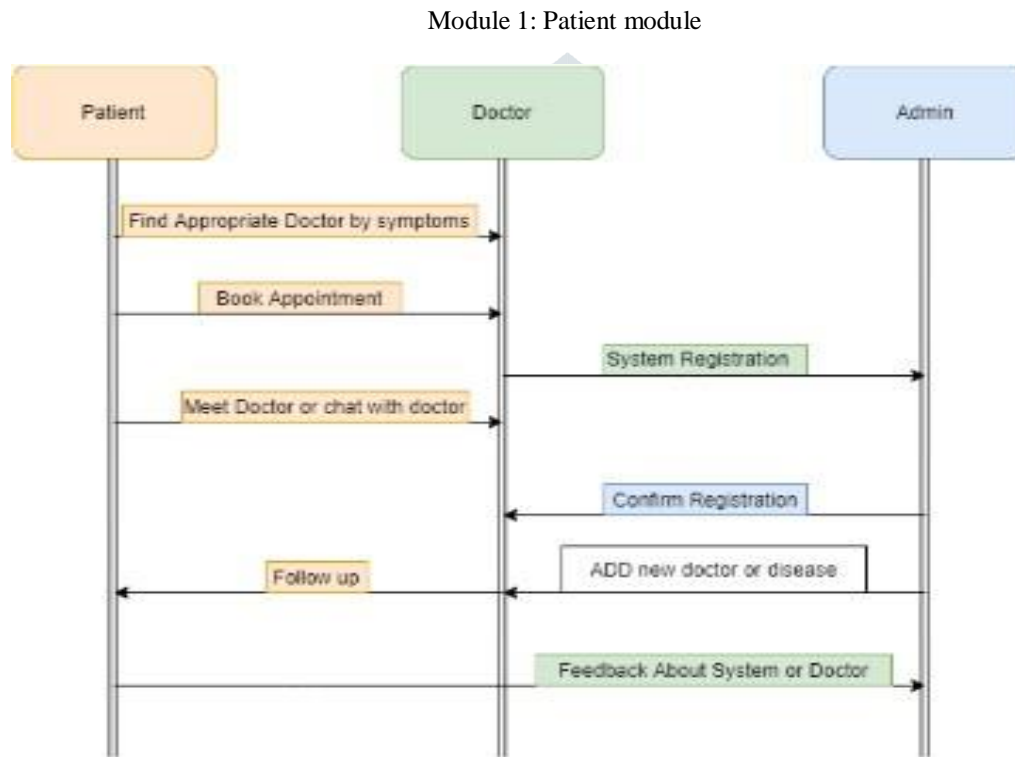 Module 1: Patient module
Patient
Doctor
Admin
Find Appropriate Doctor by symptoms
Book Appointment
System Registration
Meet Doctor or chat with doctor
Confirm Registration
Follow up
ADD new doctor or disease
Feedback About System or Doctor